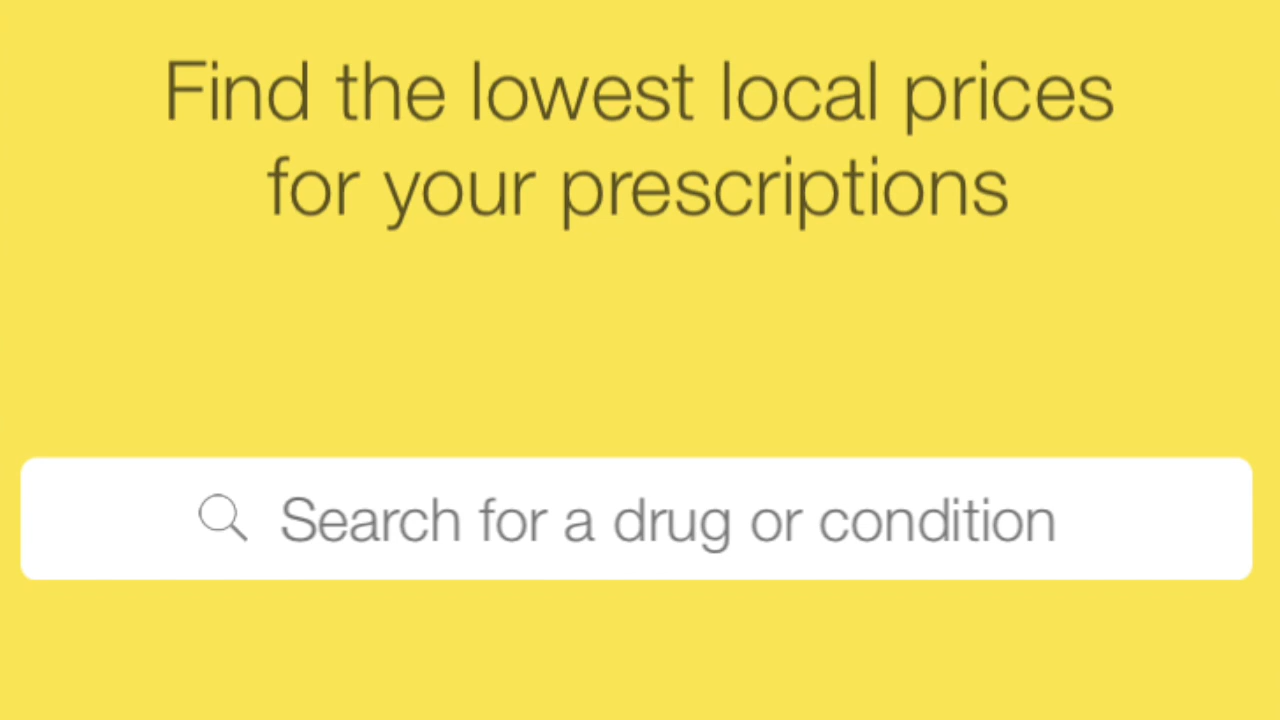 Find the lowest local prices
for your prescriptions
Search for a drug or condition